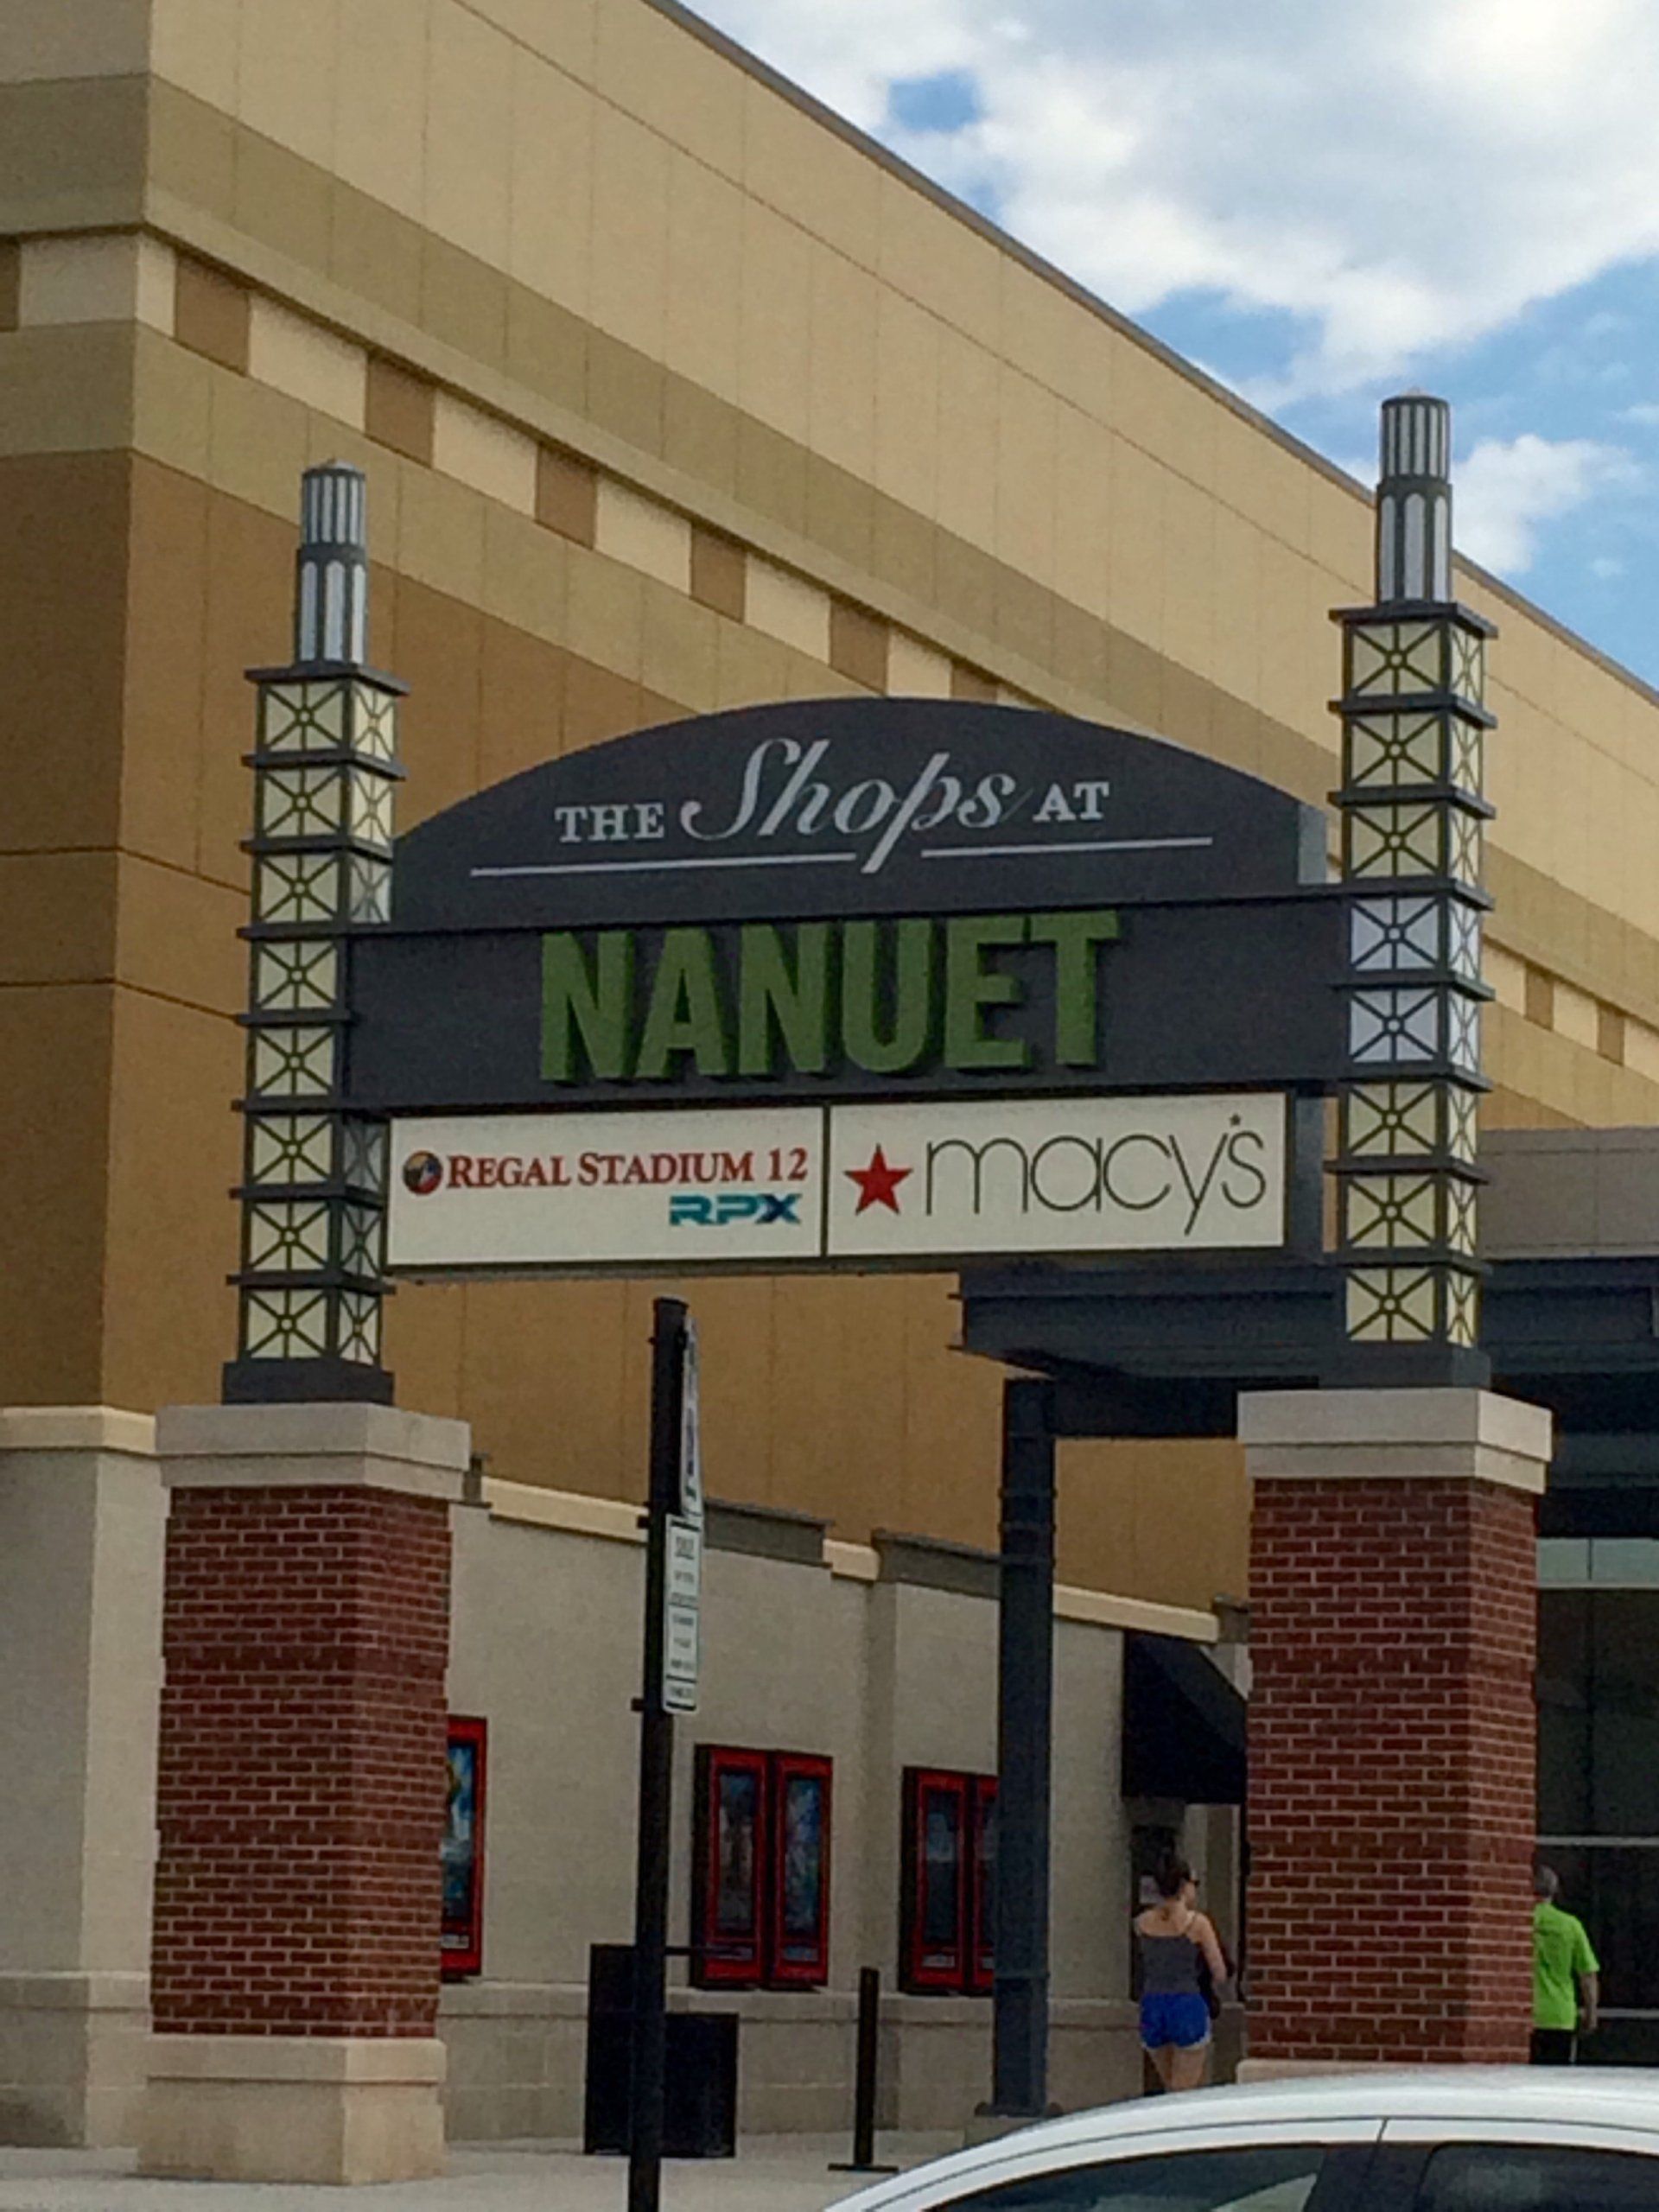 THE Shops AT
NANUET
REGAL STADIUM 12
RPX
macy's